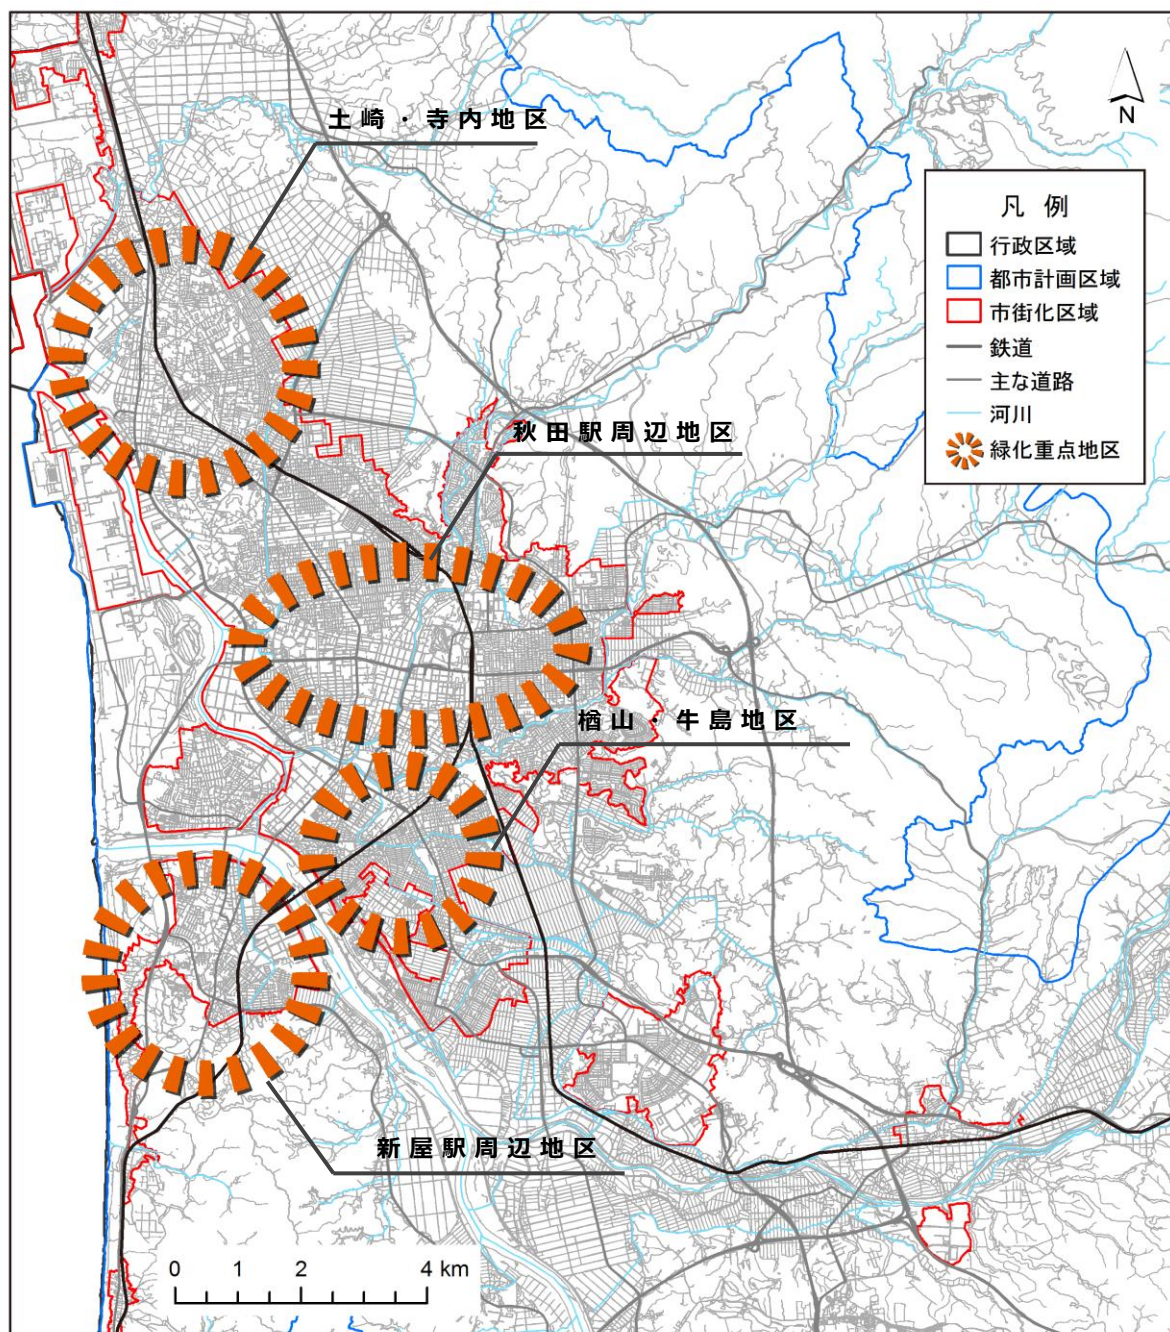 土崎・寺内地区
N
凡 例
行政区域
都市計画区域
市街化区域
鉄道
主な道路
河川
緑化重点地区
秋田駅周辺地区
楢山・牛島地区
新屋駅周辺地区
0 1 2 4 km